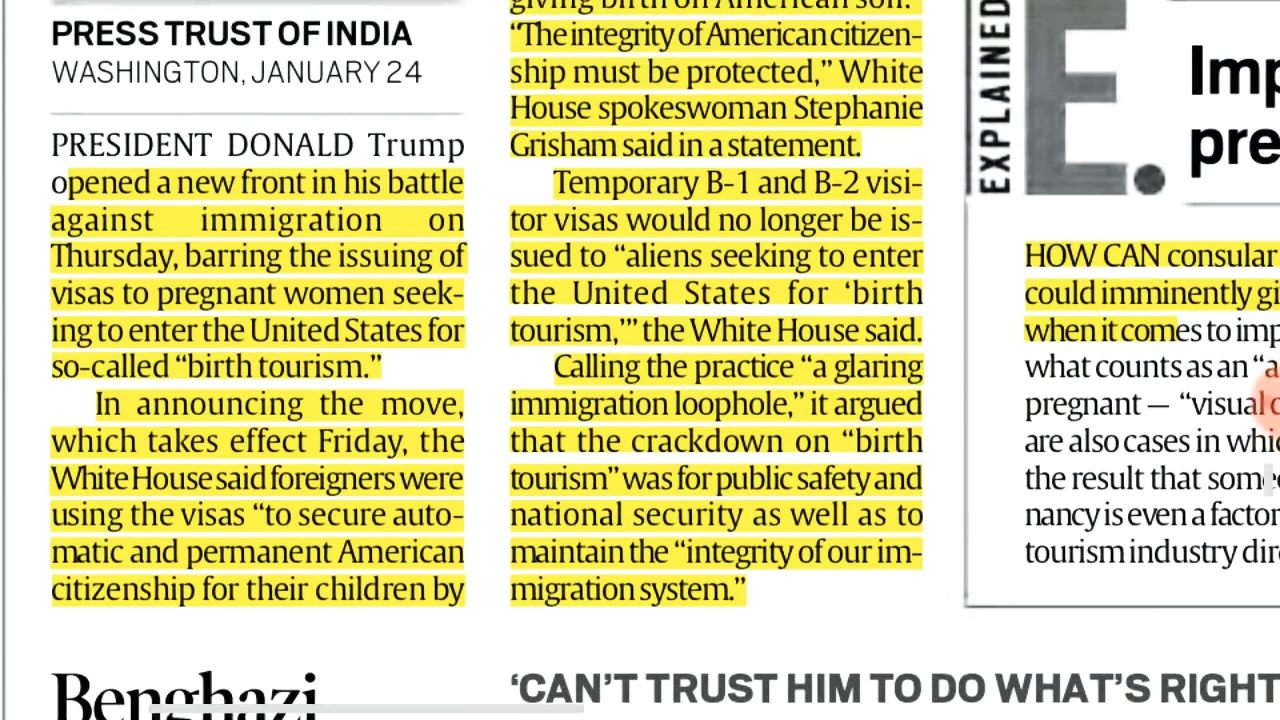 PRESS TRUST OF INDIA
WASHINGTON, JANUARY 24
PRESIDENT DONALD Trump
opened a new front in his battle
against immigration on
Thursday, barring the issuing of
visas to pregnant women seek-
ing to enter the United States for
so-called “birth tourism.”
In announcing the move,
which takes effect Friday, the
White House said foreigners were
using the visas “to secure auto-
matic and permanent American
citizenship for their children by
giving birth on American soil.”
“The integrity of American citizen-
ship must be protected,” White
House spokeswoman Stephanie
Grisham said in a statement.
Temporary B-1 and B-2 visi-
tor visas would no longer be is-
sued to “aliens seeking to enter
the United States for ‘birth
tourism,’” the White House said.
Calling the practice “a glaring
immigration loophole,” it argued
that the crackdown on “birth
tourism” was for public safety and
national security as well as to
maintain the “integrity of our im-
migration system.”
EXPLAINED
E.
Imp
pre
HOW CAN consular
could imminently gi
when it comes to imp
what counts as an “a
pregnant — “visual
are also cases in whi
the result that some
nancy is even a factor
tourism industry dir
Benghazi
‘CAN’T TRUST HIM TO DO WHAT’S RIGHT